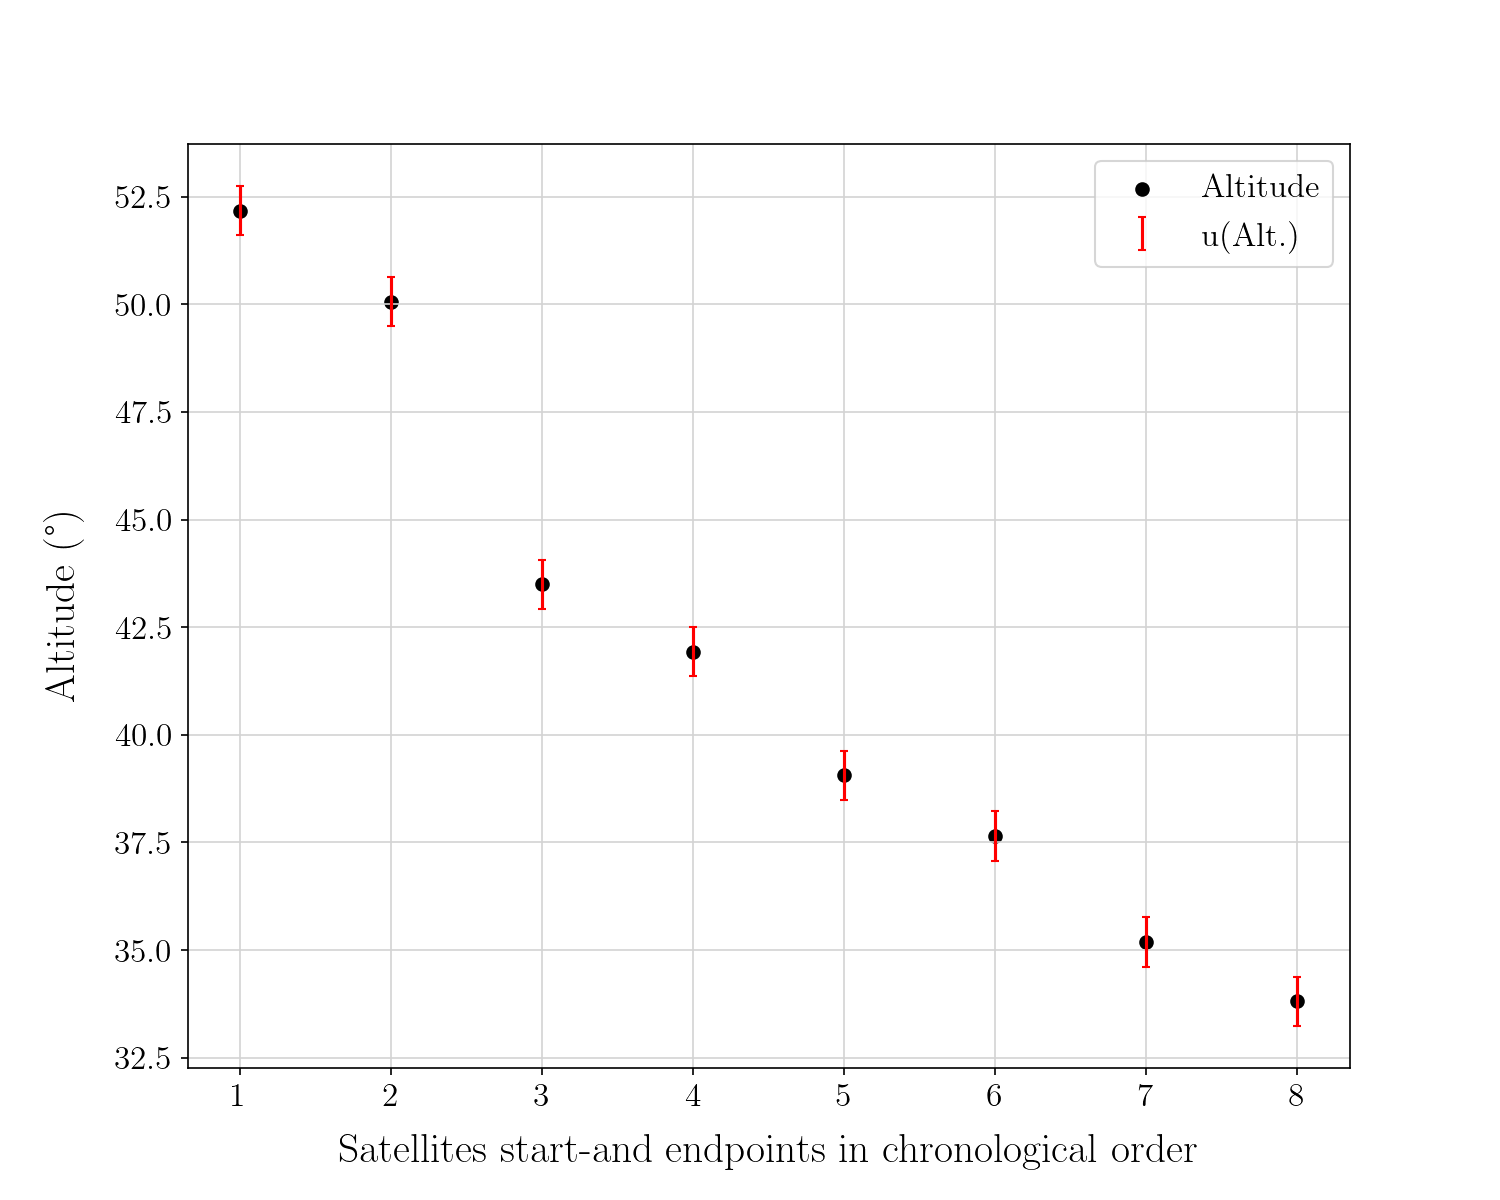 Altitude
u(Alt.)
52.5
50.0
47.5
45.0
42.5
40.0
37.5
35.0
32.5
Altitude (°)
1 2 3 4 5 6 7 8
Satellites start-and endpoints in chronological order